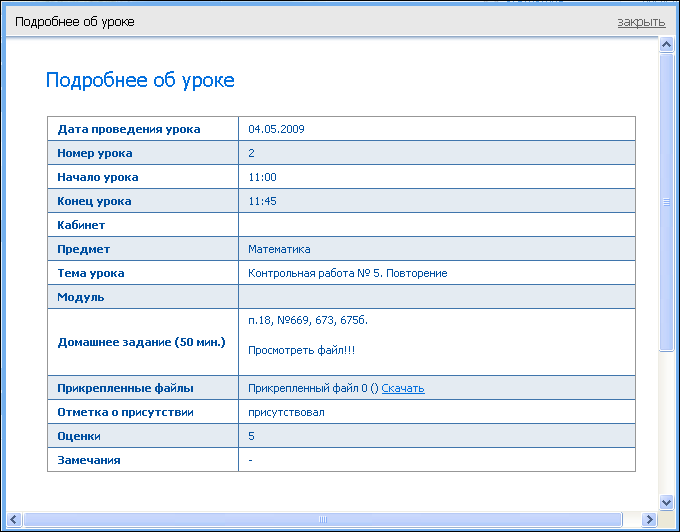 Подробнее об уроке закрыть
Подробнее об уроке
Дата проведения урока 04.05.2009
Номер урока 2
Начало урока 11:00
Конец урока 11:45
Кабинет
Предмет Математика
Тема урока Контрольная работа № 5. Повторение
Модуль
п.18, №669, 673, 675б.
Домашнее задание (50 мин.)
Просмотреть файл!!!
Прикрепленные файлы Прикрепленный файл 0 () Скачать
Отметка о присутствии присутствовал
Оценки 5
Замечания -